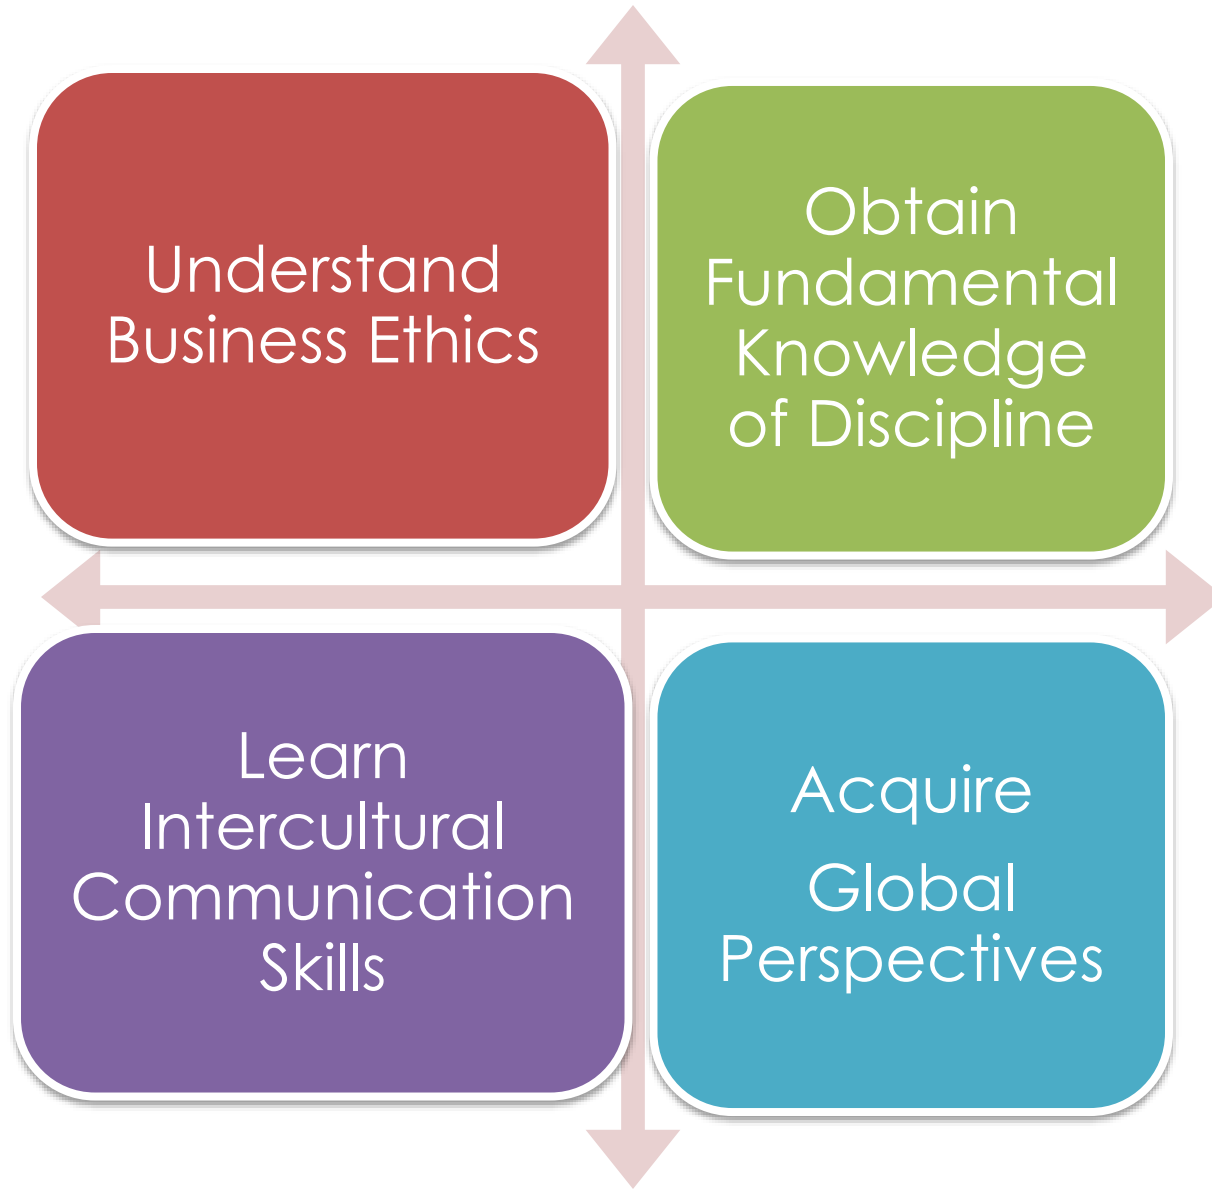 Understand
Business Ethics
Obtain
Fundamental
Knowledge
of Discipline
Learn
Intercultural
Communication
Skills
Acquire
Global
Perspectives